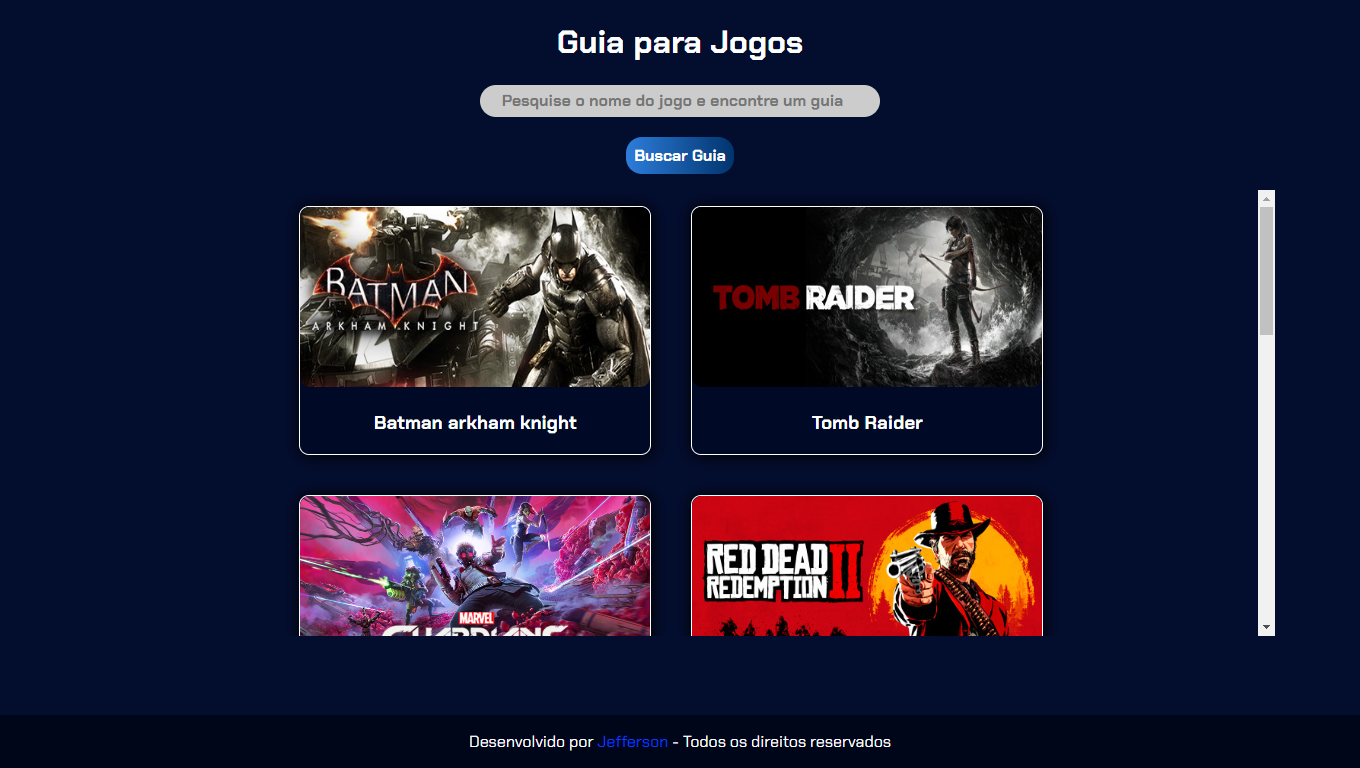 Guia para Jogos
Pesquise o nome do jogo e encontre um guia
Buscar Guia
BATMAN
ARKHAM KNIGHT
TOMB RAIDER
Batman arkham knight
Tomb Raider
MARVEL
GUARDIANS
RED DEAD
REDEMPTION II
Desenvolvido por Jefferson - Todos os direitos reservados